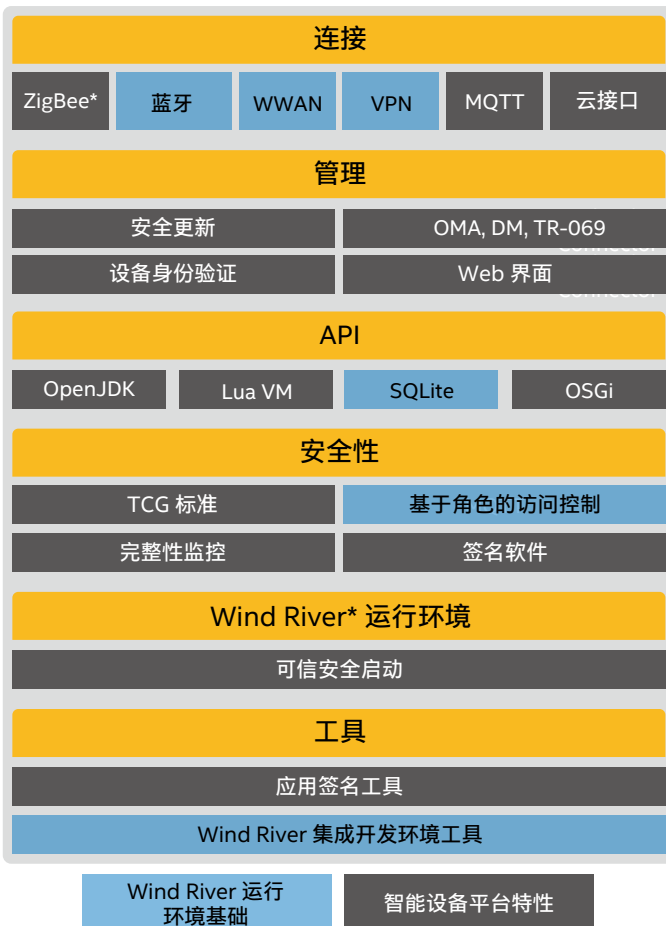 连接
ZigBee* 蓝牙 WWAN VPN MQTT 云接口
管理
安全更新 OMA, DM, TR-069
设备身份验证 Web 界面
API
OpenJDK Lua VM SQLite OSGi
安全性
TCG 标准 基于角色的访问控制
完整性监控 签名软件
Wind River* 运行环境
可信安全启动
工具
应用签名工具
Wind River 集成开发环境工具
Wind River 运行
环境基础
智能设备平台特性